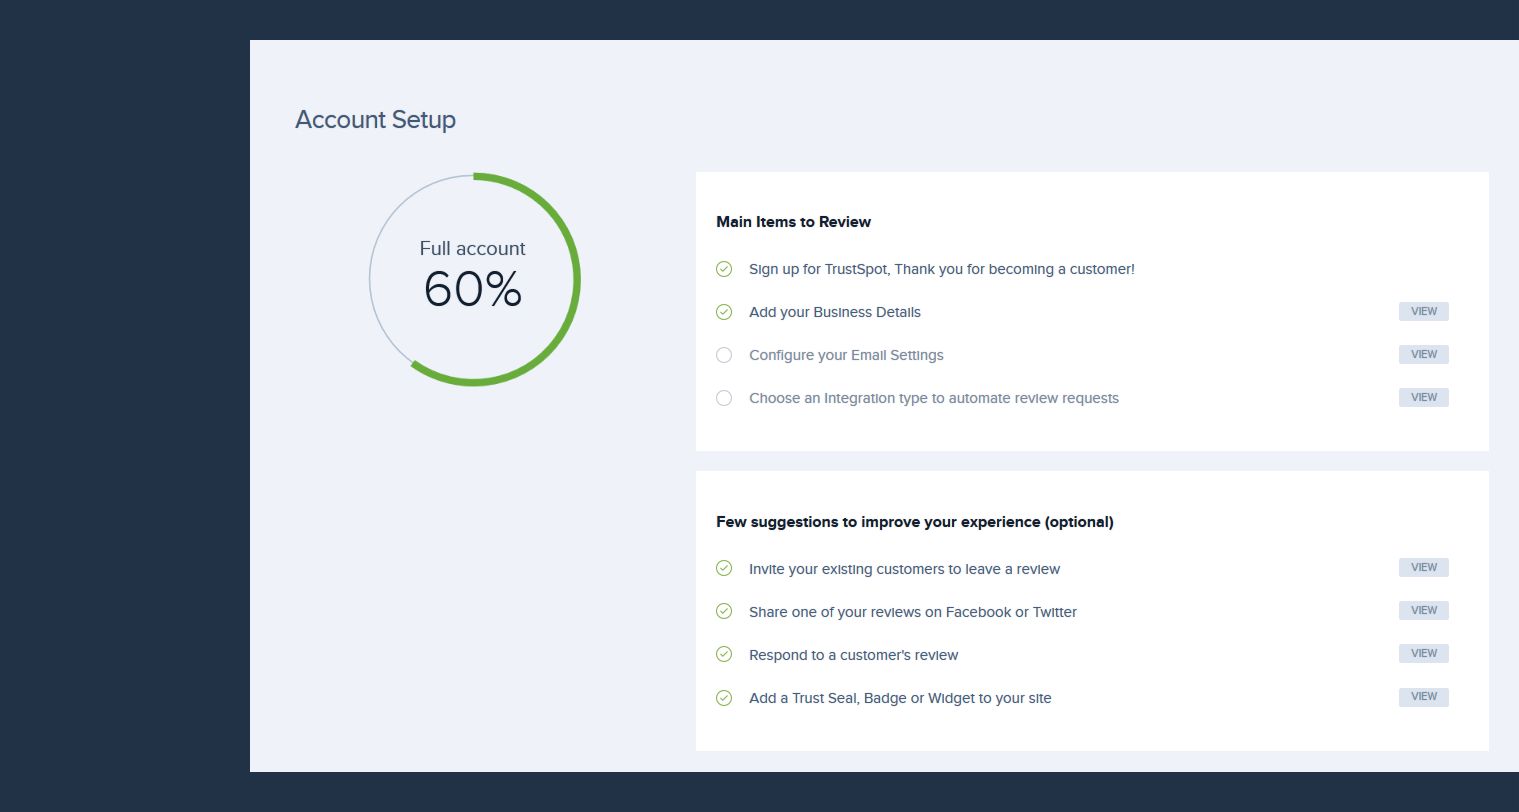 Account Setup
Full account
60%
Main Items to Review
Sign up for TrustSpot, Thank you for becoming a customer!
Add your Business Details
VIEW
Configure your Email Settings
VIEW
Choose an Integration type to automate review requests
VIEW
Few suggestions to improve your experience (optional)
Invite your existing customers to leave a review
VIEW
Share one of your reviews on Facebook or Twitter
VIEW
Respond to a customer's review
VIEW
Add a Trust Seal, Badge or Widget to your site
VIEW